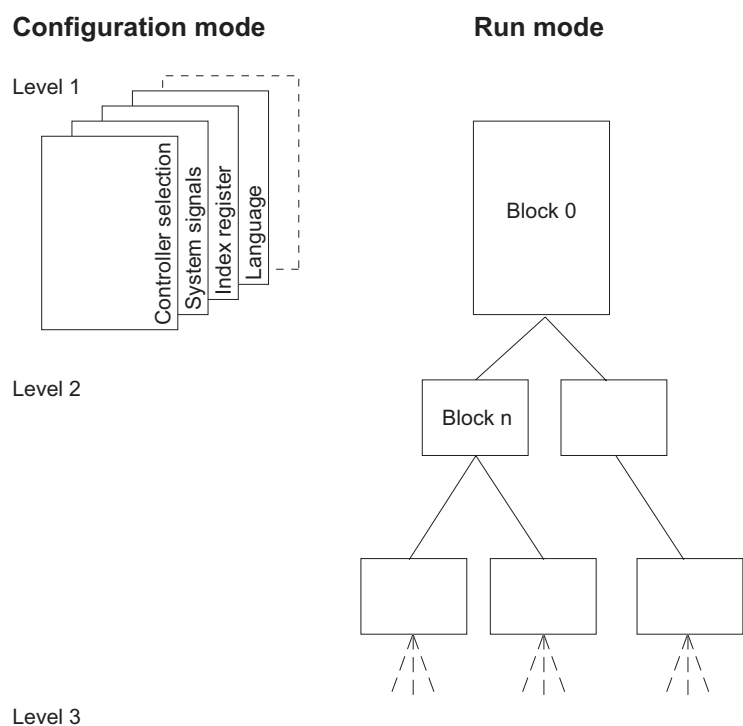 Configuration mode
Run mode
Level 1
Controller selection
System signals
Index register
Language
Block 0
Level 2
Block n
Level 3